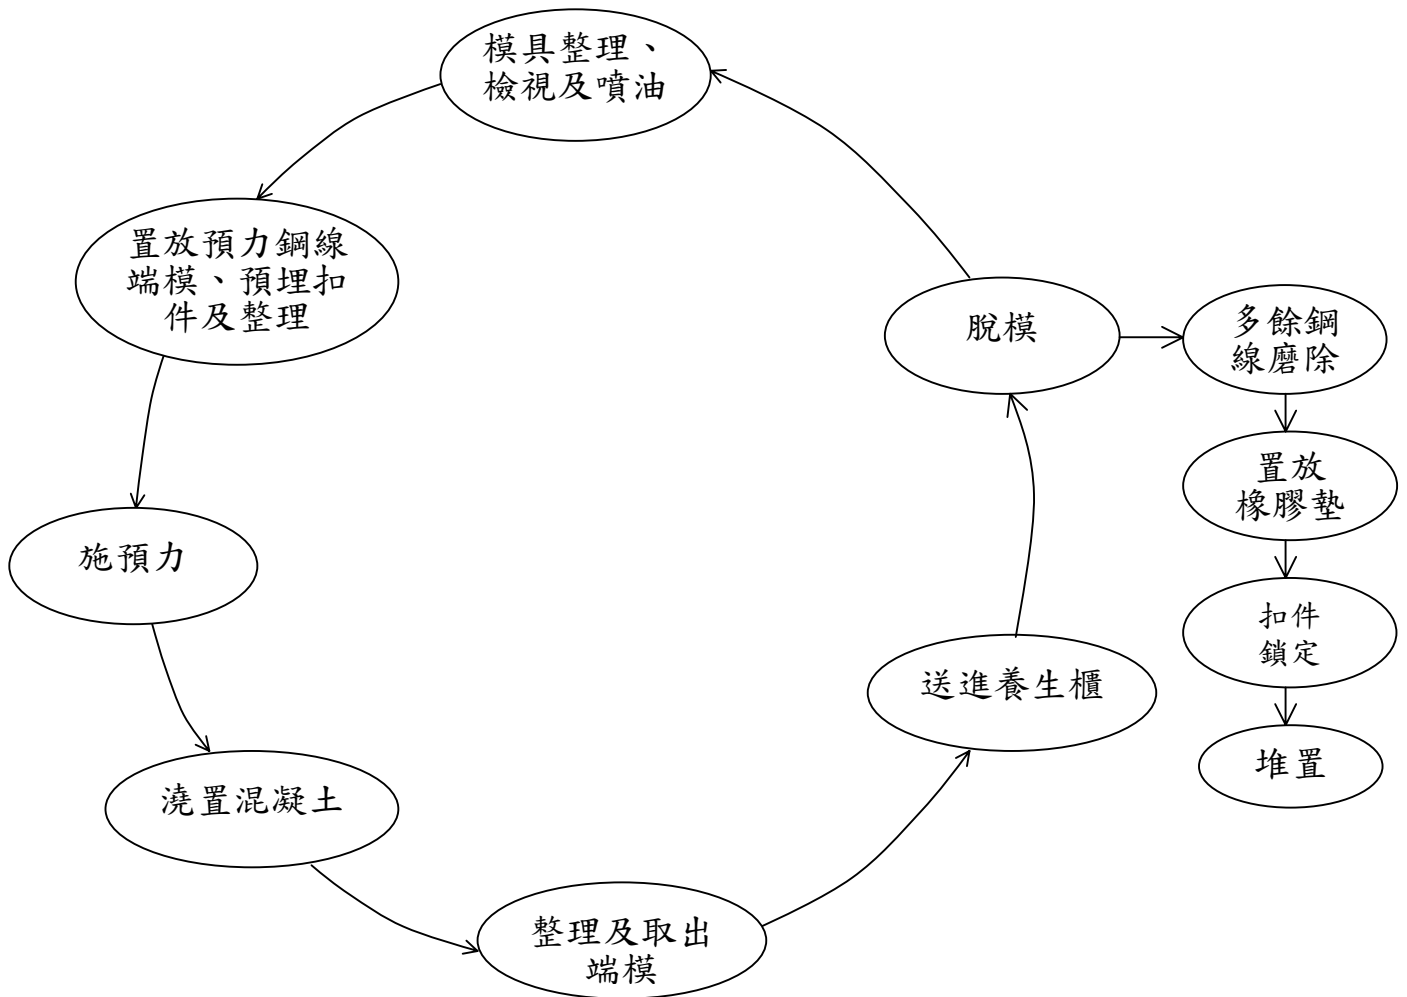 模具整理、
檢視及噴油
置放預力鋼線
端模、預埋扣
件及整理
施預力
澆置混凝土
整理及取出
端模
送進養生櫃
脫模
多餘鋼
線磨除
置放
橡膠墊
扣件
鎖定
堆置